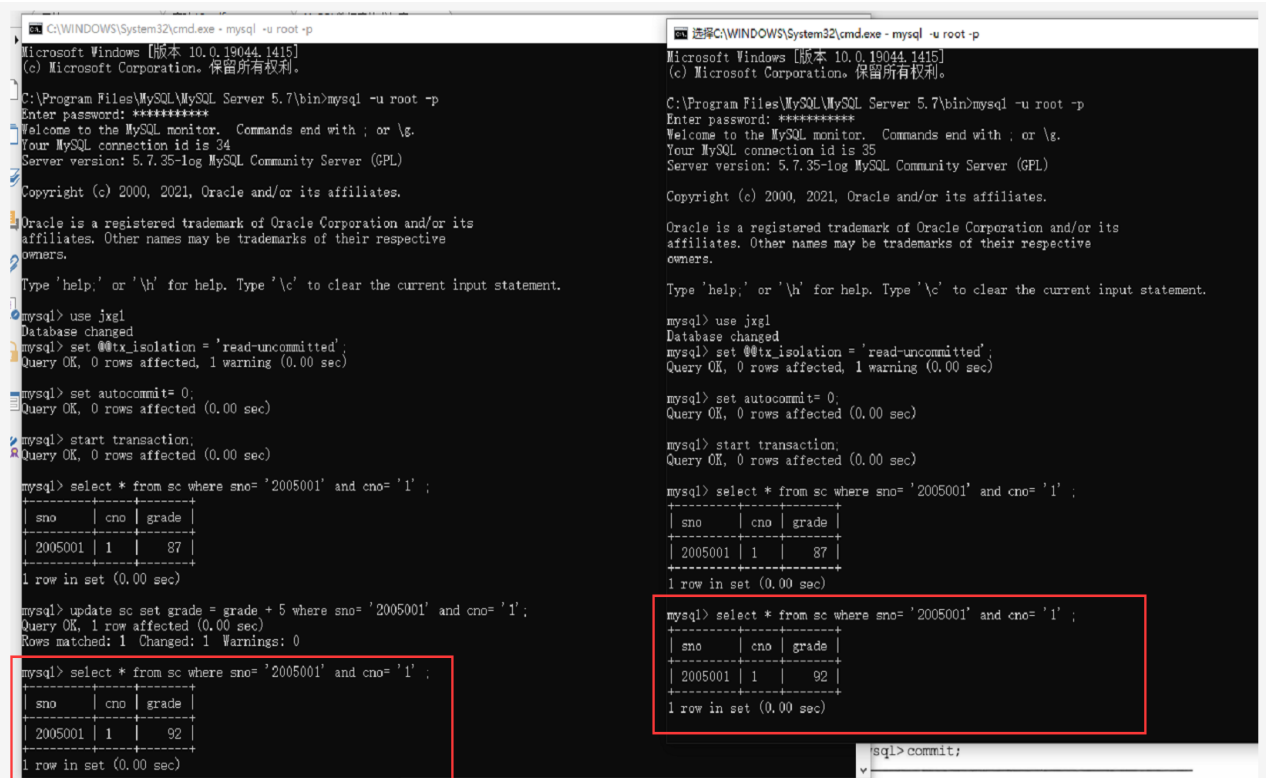 C:\WINDOWS\System32\cmd.exe - mysql -u root -p
Microsoft Windows [版本 10.0.19044.1415]
(c) Microsoft Corporation。保留所有权利。
C:\Program Files\MySQL\MySQL Server 5.7\bin>mysql -u root -p
Enter password: ***********
Welcome to the MySQL monitor.  Commands end with ; or \g.
Your MySQL connection id is 34
Server version: 5.7.35-log MySQL Community Server (GPL)
Copyright (c) 2000, 2021, Oracle and/or its affiliates.
Oracle is a registered trademark of Oracle Corporation and/or its
affiliates. Other names may be trademarks of their respective
owners.
Type 'help;' or '\h' for help. Type '\c' to clear the current input statement.
mysql> use jxgl
Database changed
mysql> set @@tx_isolation = 'read-uncommitted';
Query OK, 0 rows affected, 1 warning (0.00 sec)
mysql> set autocommit= 0;
Query OK, 0 rows affected (0.00 sec)
mysql> start transaction;
Query OK, 0 rows affected (0.00 sec)
mysql> select * from sc where sno= '2005001' and cno= '1' ;
+---------+-----+-------+
| sno     | cno | grade |
+---------+-----+-------+
| 2005001 | 1   |    87 |
+---------+-----+-------+
1 row in set (0.00 sec)
mysql> update sc set grade = grade + 5 where sno= '2005001' and cno= '1';
Query OK, 1 row affected (0.00 sec)
Rows matched: 1  Changed: 1  Warnings: 0
mysql> select * from sc where sno= '2005001' and cno= '1' ;
+---------+-----+-------+
| sno     | cno | grade |
+---------+-----+-------+
| 2005001 | 1   |    92 |
+---------+-----+-------+
1 row in set (0.00 sec)
选择C:\WINDOWS\System32\cmd.exe - mysql -u root -p
Microsoft Windows [版本 10.0.19044.1415]
(c) Microsoft Corporation。保留所有权利。
C:\Program Files\MySQL\MySQL Server 5.7\bin>mysql -u root -p
Enter password: ***********
Welcome to the MySQL monitor.  Commands end with ; or \g.
Your MySQL connection id is 35
Server version: 5.7.35-log MySQL Community Server (GPL)
Copyright (c) 2000, 2021, Oracle and/or its affiliates.
Oracle is a registered trademark of Oracle Corporation and/or its
affiliates. Other names may be trademarks of their respective
owners.
Type 'help;' or '\h' for help. Type '\c' to clear the current input statement.
mysql> use jxgl
Database changed
mysql> set @@tx_isolation = 'read-uncommitted';
Query OK, 0 rows affected, 1 warning (0.00 sec)
mysql> set autocommit= 0;
Query OK, 0 rows affected (0.00 sec)
mysql> start transaction;
Query OK, 0 rows affected (0.00 sec)
mysql> select * from sc where sno= '2005001' and cno= '1' ;
+---------+-----+-------+
| sno     | cno | grade |
+---------+-----+-------+
| 2005001 | 1   |    87 |
+---------+-----+-------+
1 row in set (0.00 sec)
mysql> select * from sc where sno= '2005001' and cno= '1' ;
+---------+-----+-------+
| sno     | cno | grade |
+---------+-----+-------+
| 2005001 | 1   |    92 |
+---------+-----+-------+
1 row in set (0.00 sec)
sql>commit;